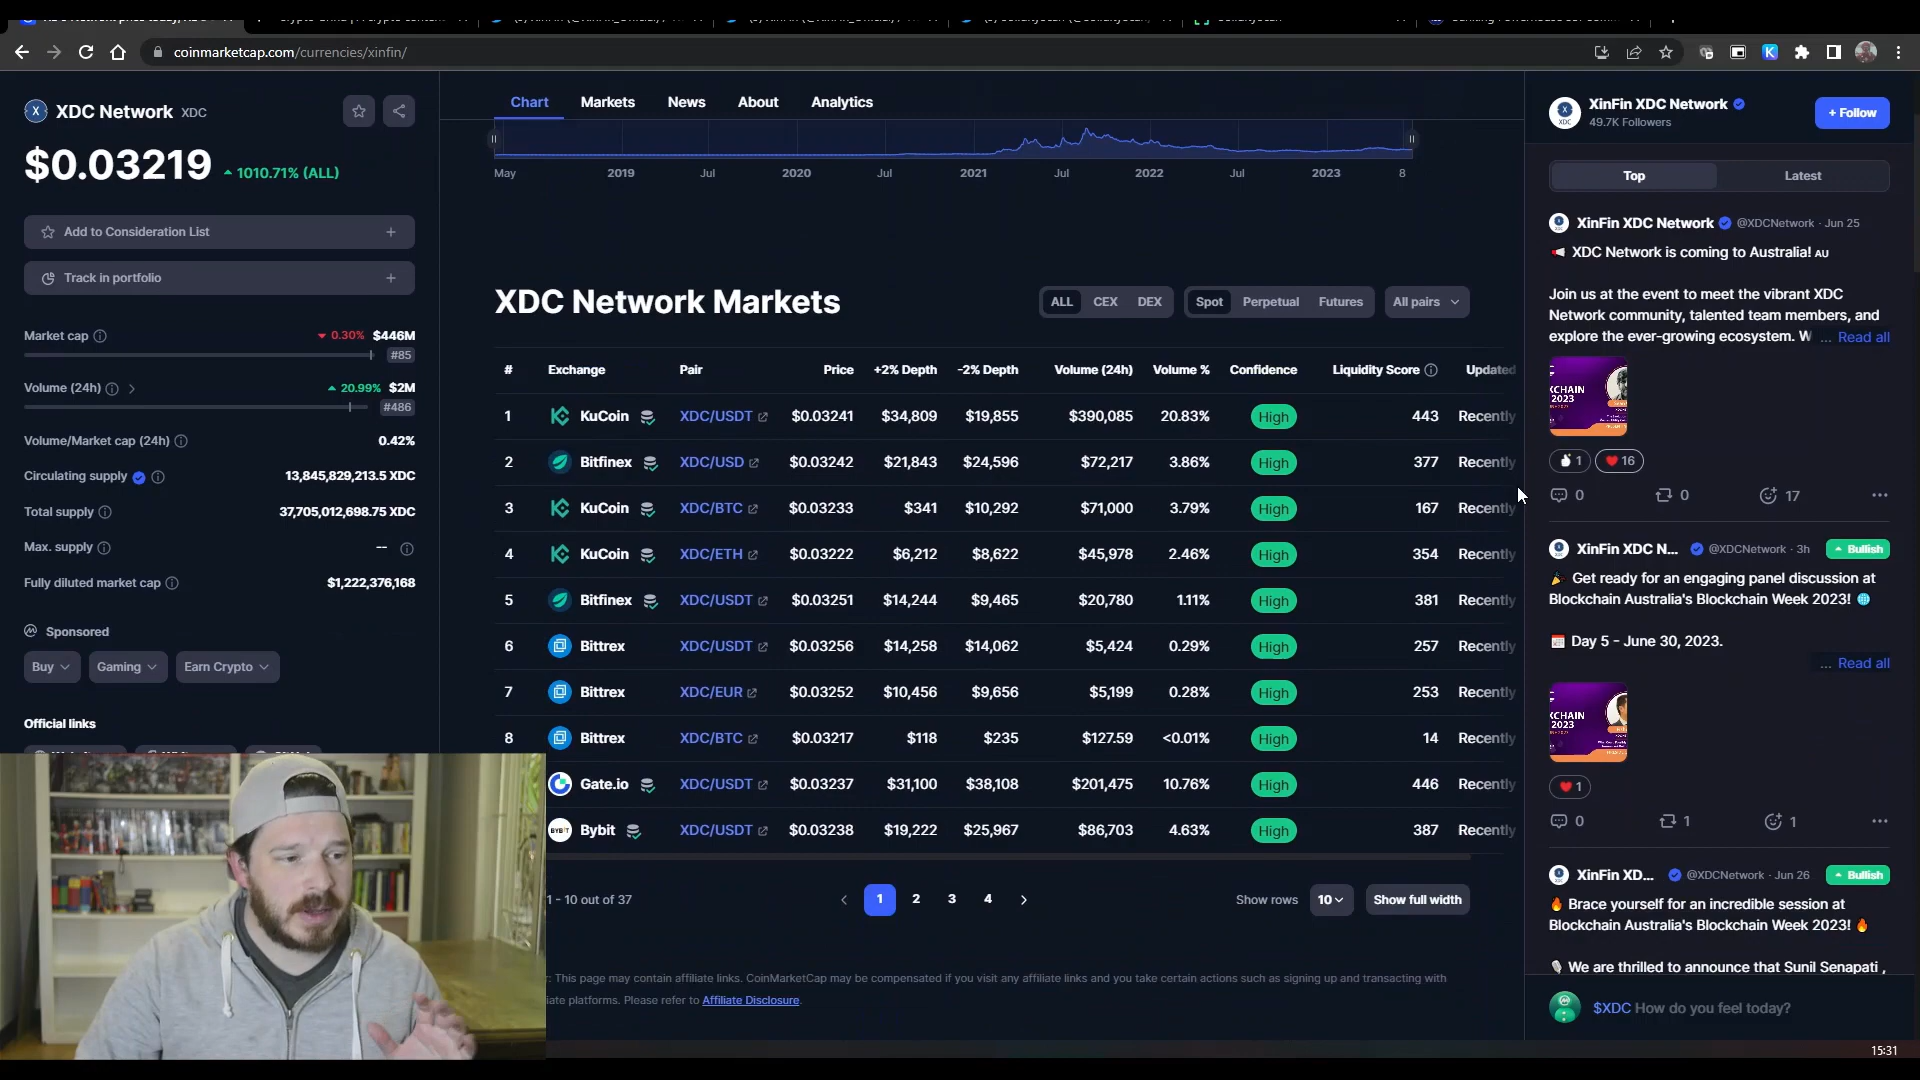 coinmarketcap.com/currencies/xinfin/
XDC Network XDC
$0.03219 1010.71% (ALL)
Add to Consideration List
Track in portfolio
Market cap 0.30% $446M
#85
Volume (24h) 20.99% $2M
#486
Volume/Market cap (24h) 0.42%
Circulating supply 13,845,829,213.5 XDC
Total supply 37,705,012,698.75 XDC
Max. supply --
Fully diluted market cap $1,222,376,168
Sponsored
Buy Gaming Earn Crypto
Official links
Chart Markets News About Analytics
May 2019 Jul 2020 Jul 2021 Jul 2022 Jul 2023 8
XDC Network Markets
ALL CEX DEX Spot Perpetual Futures All pairs
# Exchange Pair Price +2% Depth -2% Depth Volume (24h) Volume % Confidence Liquidity Score Updated
1 KuCoin XDC/USDT $0.03241 $34,809 $19,855 $390,085 20.83% High 443 Recently
2 Bitfinex XDC/USD $0.03242 $21,843 $24,596 $72,217 3.86% High 377 Recently
3 KuCoin XDC/BTC $0.03233 $341 $10,292 $71,000 3.79% High 167 Recently
4 KuCoin XDC/ETH $0.03222 $6,212 $8,622 $45,978 2.46% High 354 Recently
5 Bitfinex XDC/USDT $0.03251 $14,244 $9,465 $20,780 1.11% High 381 Recently
6 Bittrex XDC/USDT $0.03256 $14,258 $14,062 $5,424 0.29% High 257 Recently
7 Bittrex XDC/EUR $0.03252 $10,456 $9,656 $5,199 0.28% High 253 Recently
8 Bittrex XDC/BTC $0.03217 $118 $235 $127.59 <0.01% High 14 Recently
Gate.io XDC/USDT $0.03237 $31,100 $38,108 $201,475 10.76% High 446 Recently
BYBIT Bybit XDC/USDT $0.03238 $19,222 $25,967 $86,703 4.63% High 387 Recently
1 - 10 out of 37
1 2 3 4
Show rows 10 Show full width
This page may contain affiliate links. CoinMarketCap may be compensated if you visit any affiliate links and you take certain actions such as signing up and transacting with
iate platforms. Please refer to Affiliate Disclosure.
XinFin XDC Network
49.7K Followers
+ Follow
Top Latest
XinFin XDC Network @XDCNetwork · Jun 25
XDC Network is coming to Australia! AU
Join us at the event to meet the vibrant XDC
Network community, talented team members, and
explore the ever-growing ecosystem. W ... Read all
KCHAIN
2023
1 16
0 0 17
XinFin XDC N... @XDCNetwork · 3h Bullish
Get ready for an engaging panel discussion at
Blockchain Australia's Blockchain Week 2023!
Day 5 - June 30, 2023.
... Read all
KCHAIN
2023
1
0 1 1
XinFin XD... @XDCNetwork · Jun 26 Bullish
Brace yourself for an incredible session at
Blockchain Australia's Blockchain Week 2023!
We are thrilled to announce that Sunil Senapati ,
$XDC How do you feel today?
15:31